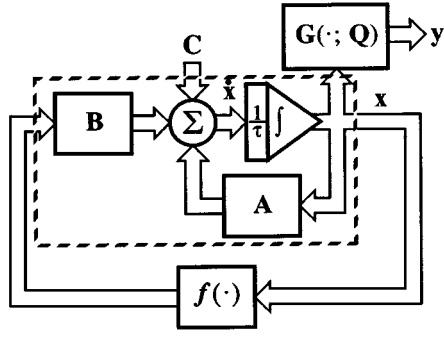 G(·; Q)
y
C
ẋ
x
B
Σ
1/τ
∫
A
f(·)